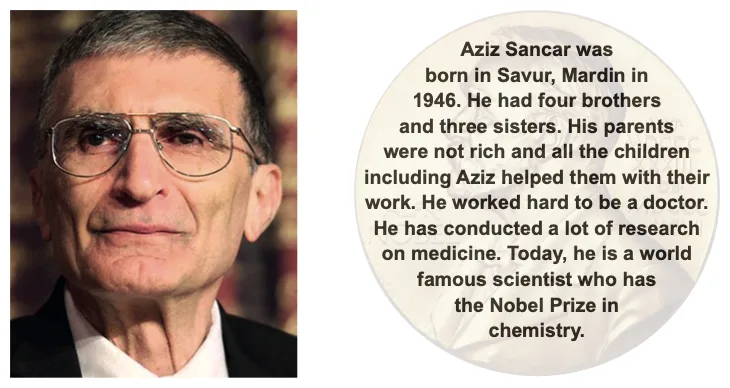 Aziz Sancar was
born in Savur, Mardin in
1946. He had four brothers
and three sisters. His parents
were not rich and all the children
including Aziz helped them with their
work. He worked hard to be a doctor.
He has conducted a lot of research
on medicine. Today, he is a world
famous scientist who has
the Nobel Prize in
chemistry.